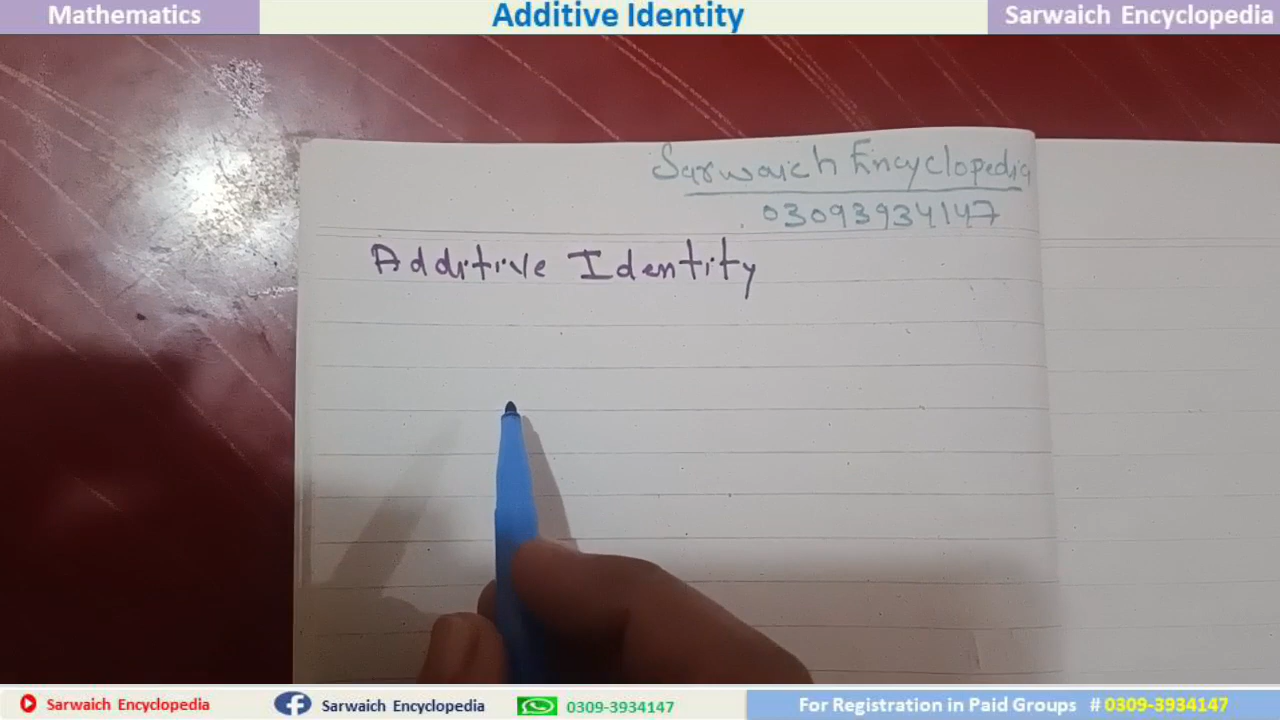 Mathematics
Additive Identity
Sarwaich Encyclopedia
Sarwaich Encyclopedia
03093934147
Additive Identity
Sarwaich Encyclopedia
Sarwaich Encyclopedia
0309-3934147
For Registration in Paid Groups # 0309-3934147